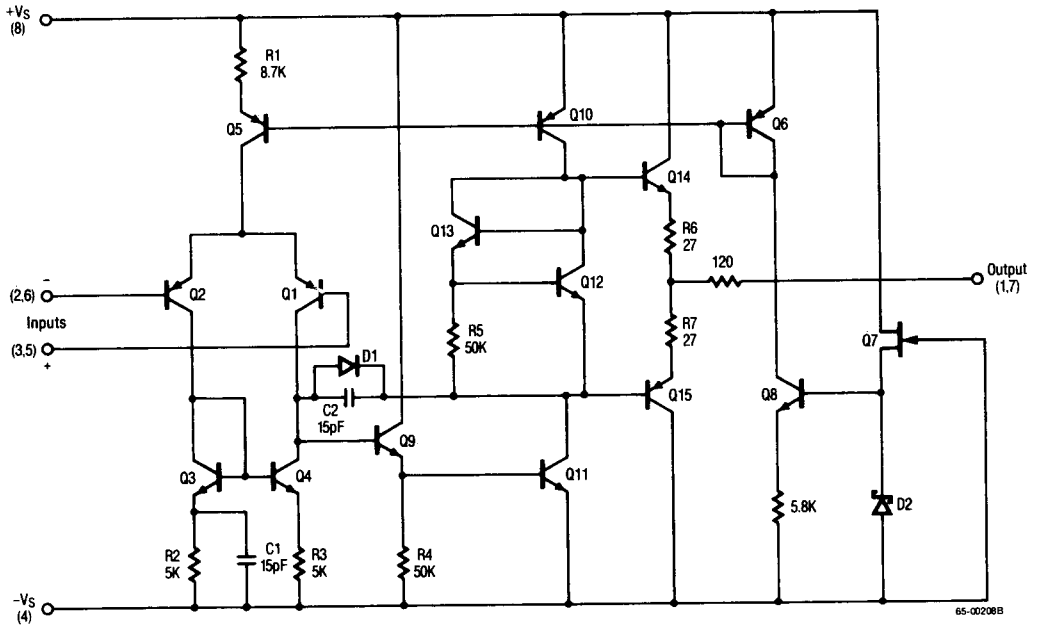 +VS
(8)
R1
8.7K
Q5
Q10
Q6
Q14
Q13
R6
27
120
Output
(1,7)
–
(2,6)
Q2
Q1
Q12
Inputs
(3,5)
+
R5
50K
R7
27
Q7
D1
C2
15pF
Q15
Q8
Q9
Q3
Q4
Q11
5.8K
D2
R2
5K
C1
15pF
R3
5K
R4
50K
–VS
(4)
65-00208B